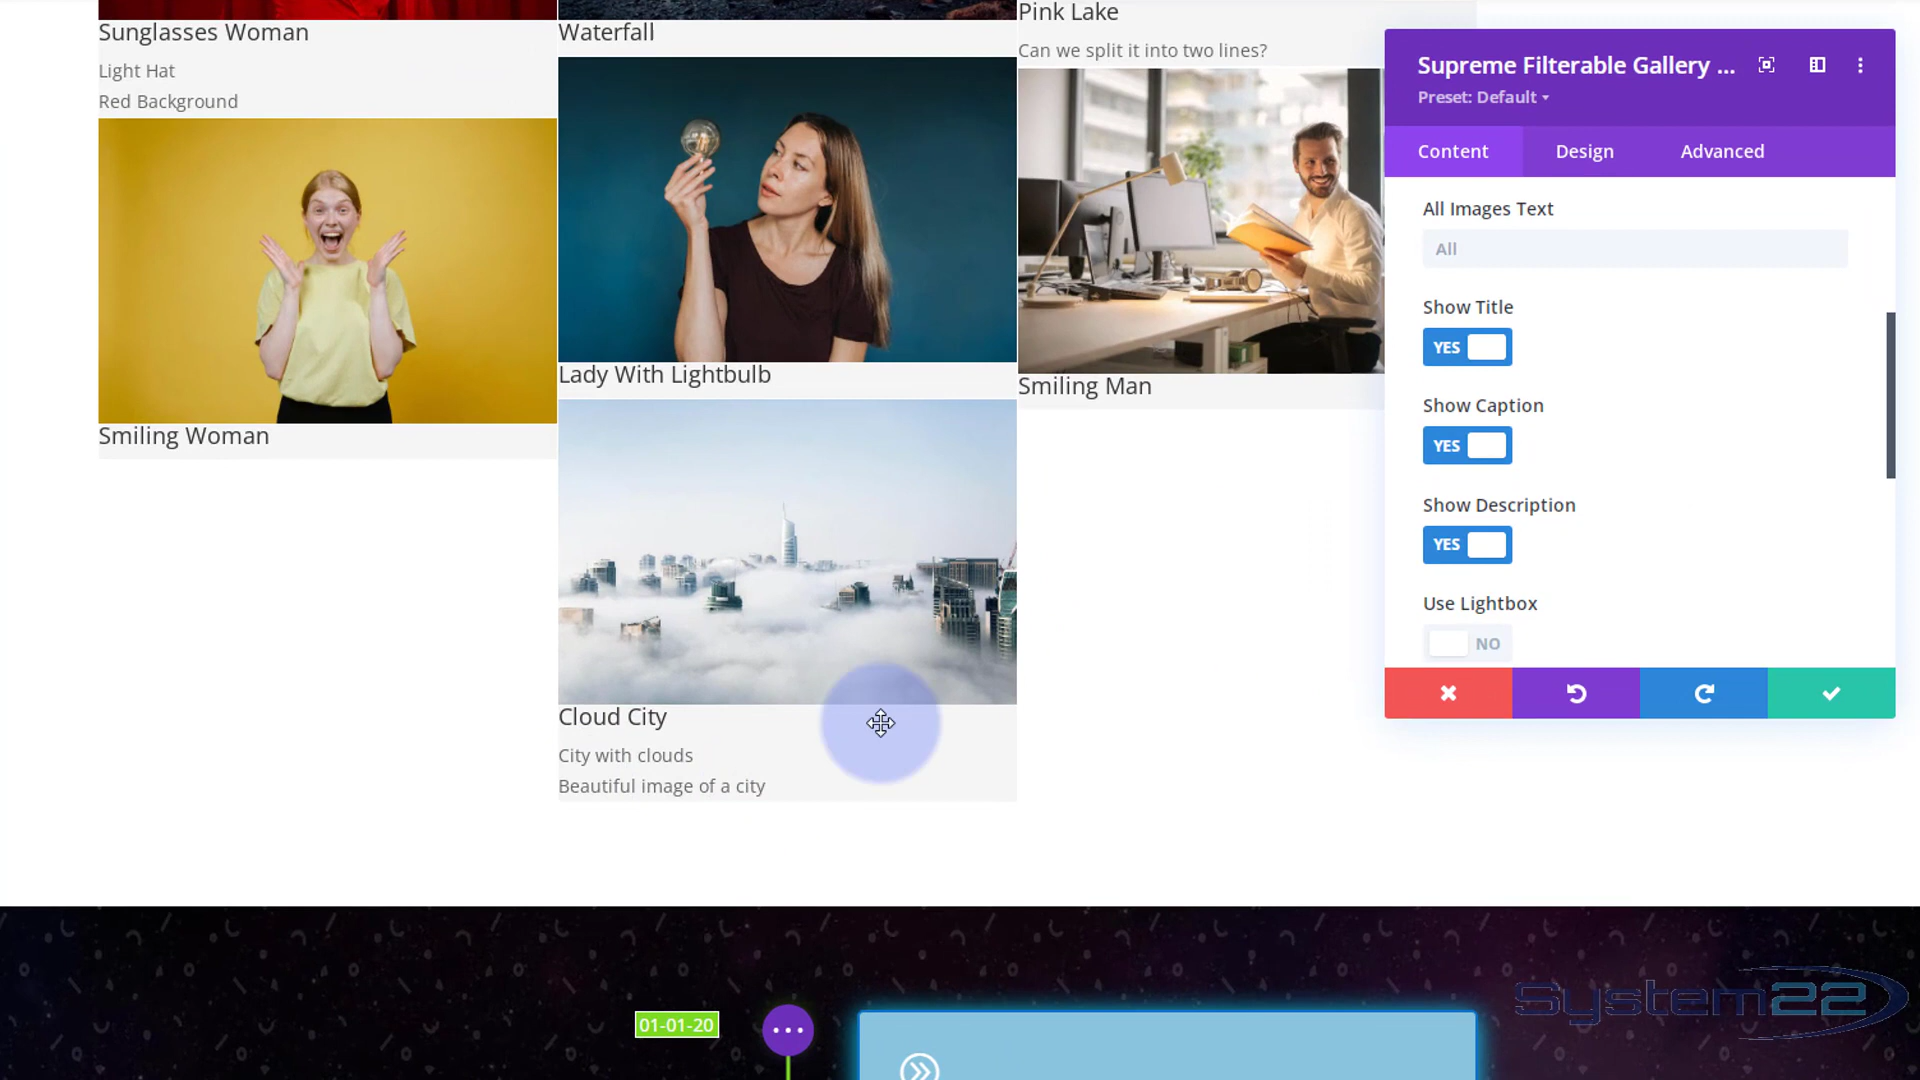 Sunglasses Woman
Light Hat
Red Background
Smiling Woman
Waterfall
Lady With Lightbulb
Cloud City
City with clouds
Beautiful image of a city
Pink Lake
Can we split it into two lines?
Smiling Man
Supreme Filterable Gallery ...
Preset: Default
Content
Design
Advanced
All Images Text
All
Show Title
YES
Show Caption
YES
Show Description
YES
Use Lightbox
NO
01-01-20
System22